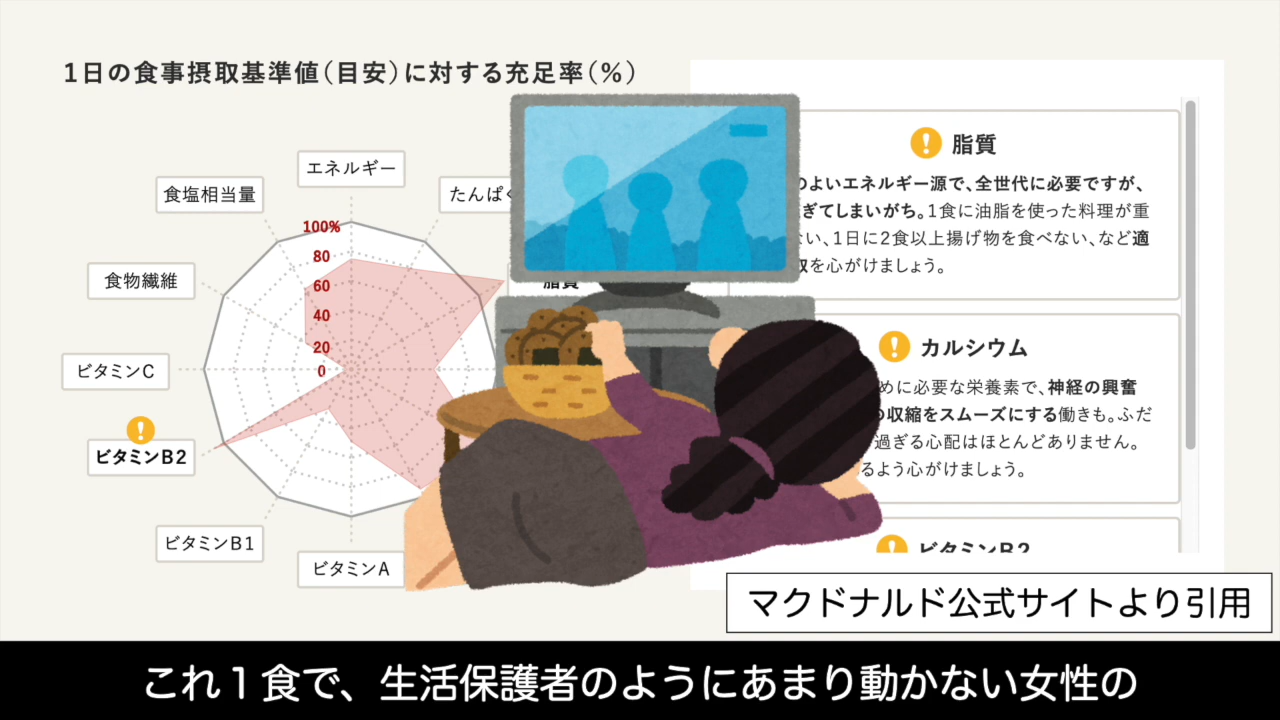 1日の食事摂取基準値(目安)に対する充足率(%)
エネルギー
食塩相当量
たんぱく
100%
80
60
40
20
0
食物繊維
脂質
ビタミンC
ビタミンB2
ビタミンB1
ビタミンA
脂質
のよいエネルギー源で、全世代に必要ですが、
ぎてしまいがち。1食に油脂を使った料理が重
い、1日に2食以上揚げ物を食べない、など適
を心がけましょう。
カルシウム
めに必要な栄養素で、神経の興奮
の収縮をスムーズにする働きも。ふだ
過ぎる心配はほとんどありません。
るよう心がけましょう。
ビタミンB2
マクドナルド公式サイトより引用
これ1食で、生活保護者のようにあまり動かない女性の